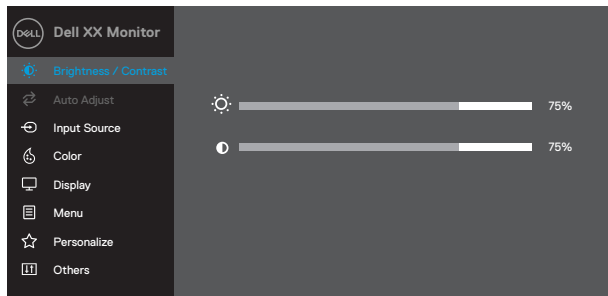 DELL
Dell XX Monitor
Brightness / Contrast
Auto Adjust
Input Source
Color
Display
Menu
Personalize
Others
75%
75%